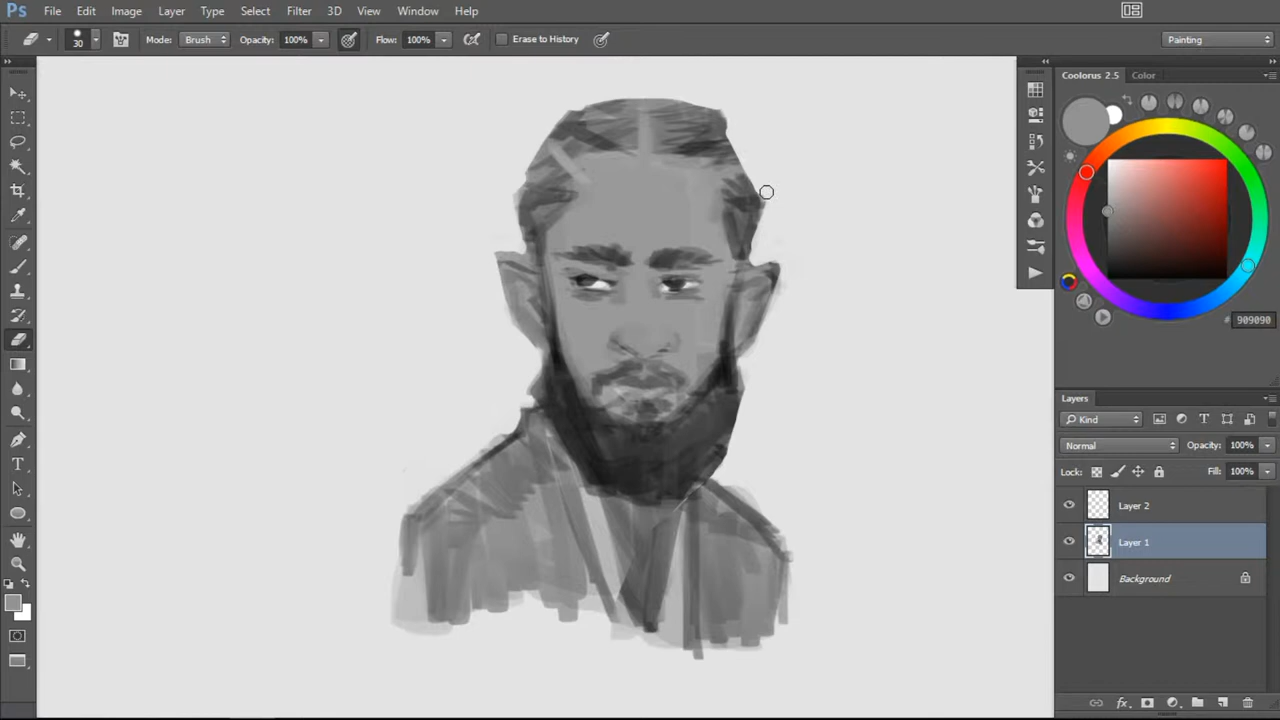 Ps File Edit Image Layer Type Select Filter 3D View Window Help
30 Mode: Brush Opacity: 100% Flow: 100% Erase to History Painting
Coolorus 2.5 Color
# 909090
Layers
Kind T
Normal Opacity: 100%
Lock: Fill: 100%
Layer 2
Layer 1
Background
fx
T